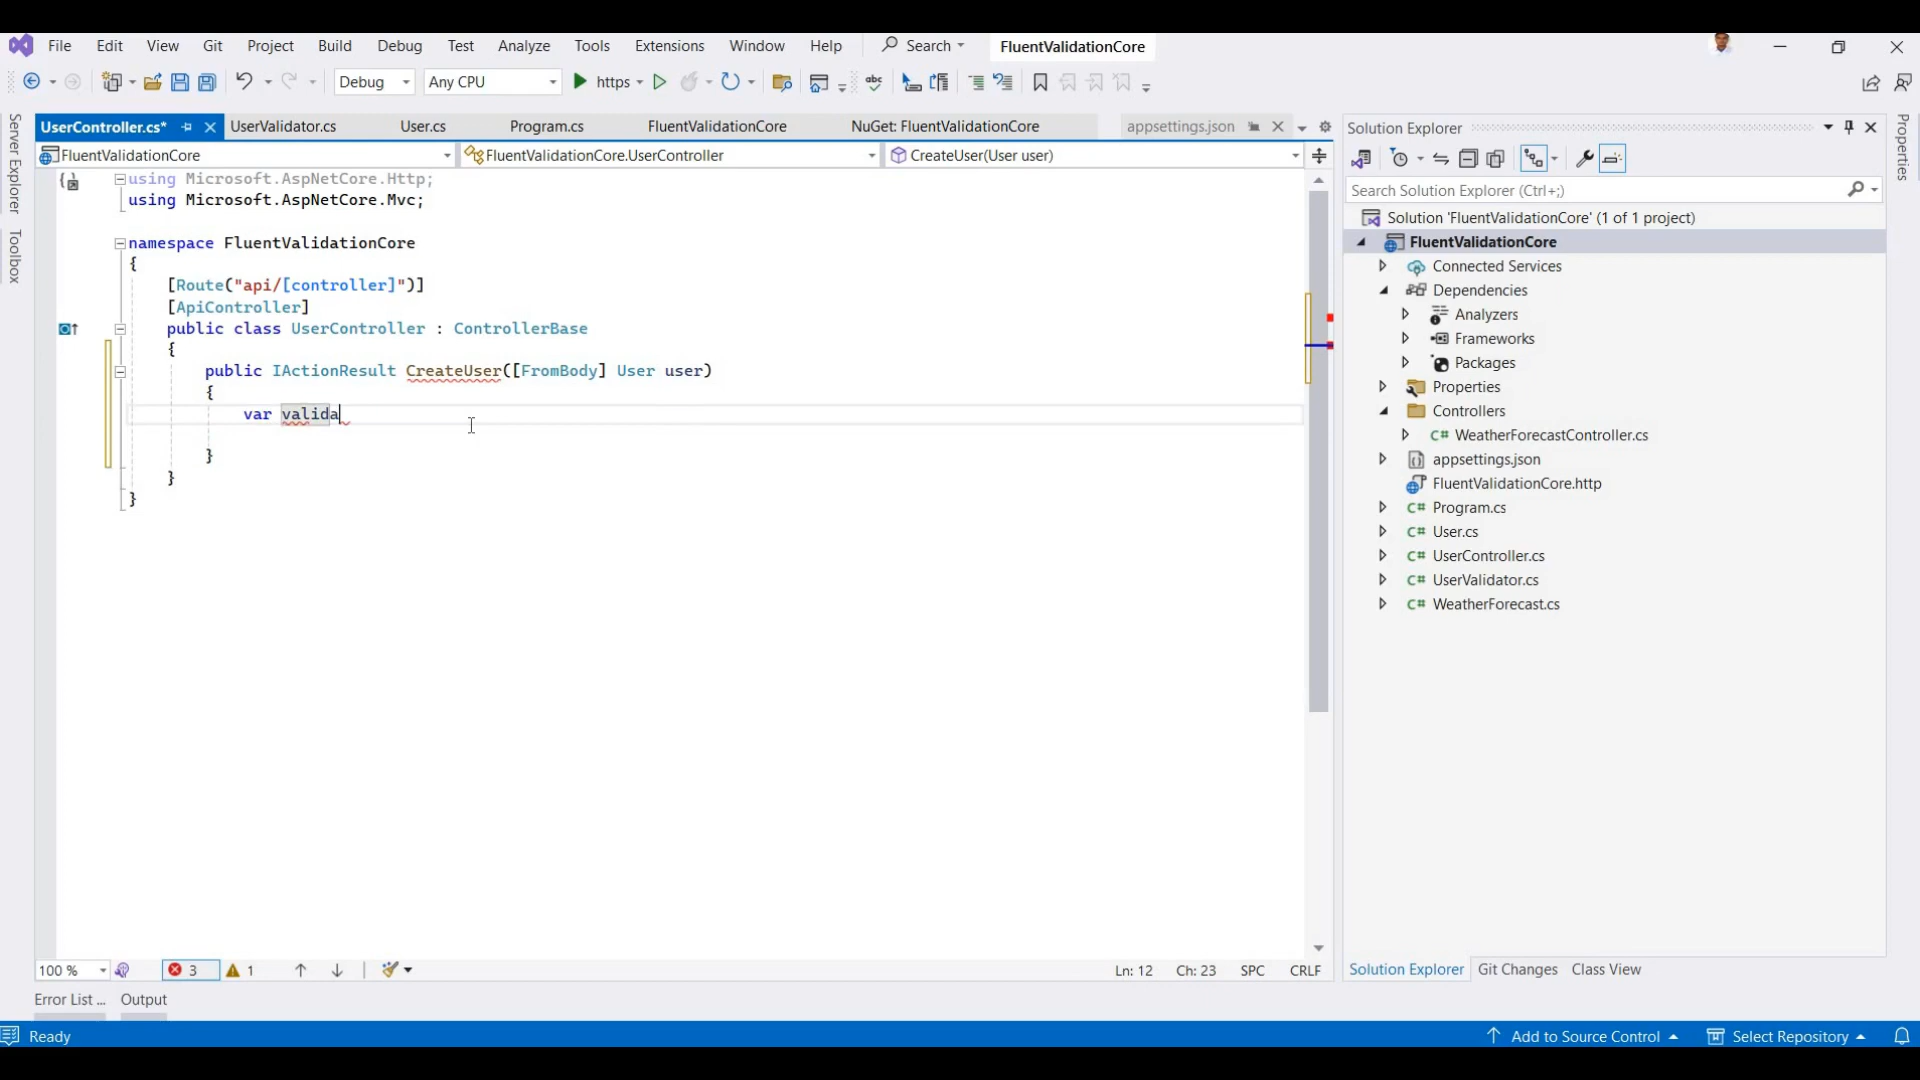 File Edit View Git Project Build Debug Test Analyze Tools Extensions Window Help Search FluentValidationCore
Debug Any CPU https
UserController.cs* UserValidator.cs User.cs Program.cs FluentValidationCore NuGet: FluentValidationCore appsettings.json
FluentValidationCore FluentValidationCore.UserController CreateUser(User user)
using Microsoft.AspNetCore.Http;
using Microsoft.AspNetCore.Mvc;
namespace FluentValidationCore
{
[Route("api/[controller]")]
[ApiController]
public class UserController : ControllerBase
{
public IActionResult CreateUser([FromBody] User user)
{
var valida
}
}
}
100 % 3 1 Ln: 12 Ch: 23 SPC CRLF
Error List ... Output
Server Explorer
Toolbox
Solution Explorer
Search Solution Explorer (Ctrl+;)
Solution 'FluentValidationCore' (1 of 1 project)
FluentValidationCore
Connected Services
Dependencies
Analyzers
Frameworks
Packages
Properties
Controllers
C# WeatherForecastController.cs
appsettings.json
FluentValidationCore.http
C# Program.cs
C# User.cs
C# UserController.cs
C# UserValidator.cs
C# WeatherForecast.cs
Solution Explorer Git Changes Class View
Properties
Ready Add to Source Control Select Repository